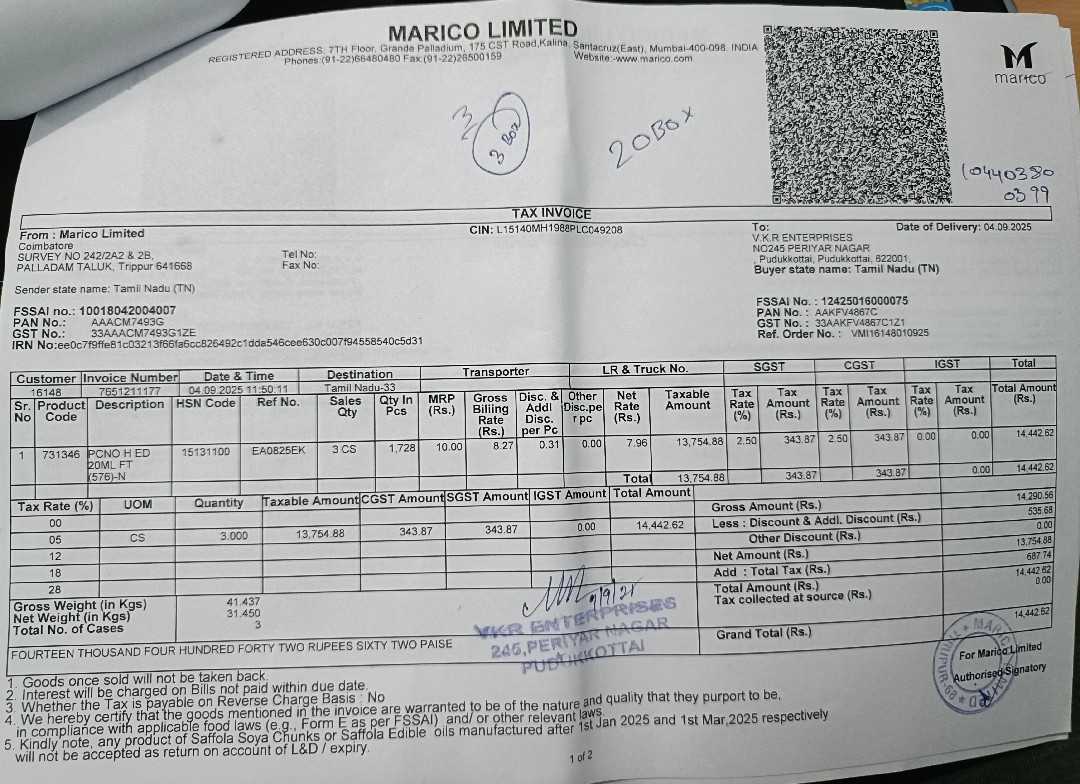 MARICO LIMITED
REGISTERED ADDRESS: 7TH Floor, Grande Palladium, 175 CST Road,Kalina, Santacruz(East), Mumbai-400-098. INDIA
Phones:(91-22)66480480 Fax:(91-22)26500159 Website:-www.marico.com
marico
3
3 Box
20 Box
10440380
0399
TAX INVOICE
CIN: L15140MH1988PLC049208
From : Marico Limited
Coimbatore
SURVEY NO 242/2A2 & 2B,
PALLADAM TALUK, Trippur 641668
Tel No:
Fax No:
Sender state name: Tamil Nadu (TN)
FSSAI no.: 10018042004007
PAN No.: AAACM7493G
GST No.: 33AAACM7493G1ZE
IRN No:ee0c7f9ffe81c03213f66fa6cc826492c1dda546cee630c007f94558540c5d31
To: Date of Delivery: 04.09.2025
V.K.R ENTERPRISES
NO245 PERIYAR NAGAR
, Pudukkottai, Pudukkottai, 622001,
Buyer state name: Tamil Nadu (TN)
FSSAI No. : 12425016000075
PAN No. : AAKFV4867C
GST No. : 33AAKFV4867C1Z1
Ref. Order No. : VMI16148010925
Customer Invoice Number Date & Time Destination Transporter LR & Truck No. SGST CGST IGST Total
16148 7651211177 04.09.2025 11:50:11 Tamil Nadu-33
Sr. No Product Code Description HSN Code Ref No. Sales Qty Qty In Pcs MRP (Rs.) Gross Billing Rate (Rs.) Disc. & Addl Disc. per Pc Other Disc.pe r pc Net Rate (Rs.) Taxable Amount Tax Rate (%) Tax Amount (Rs.) Tax Rate (%) Tax Amount (Rs.) Tax Rate (%) Tax Amount (Rs.) Total Amount (Rs.)
1 731346 PCNO H ED 20ML FT (576)-N 15131100 EA0825EK 3 CS 1,728 10.00 8.27 0.31 0.00 7.96 13,754.88 2.50 343.87 2.50 343.87 0.00 0.00 14,442.62
Total 13,754.88 343.87 343.87 0.00 14,442.62
Tax Rate (%) UOM Quantity Taxable Amount CGST Amount SGST Amount IGST Amount Total Amount
00
05 CS 3.000 13,754.88 343.87 343.87 0.00 14,442.62
12
18
28
Gross Amount (Rs.) 14,290.56
Less : Discount & Addl. Discount (Rs.) 535.68
Other Discount (Rs.) 0.00
Net Amount (Rs.) 13,754.88
Add : Total Tax (Rs.) 687.74
Total Amount (Rs.) 14,442.62
Tax collected at source (Rs.) 0.00
Grand Total (Rs.) 14,442.62
Gross Weight (in Kgs) 41.437
Net Weight (in Kgs) 31.450
Total No. of Cases 3
VKR ENTERPRISES
245,PERIYAR NAGAR
PUDUKKOTTAI
FOURTEEN THOUSAND FOUR HUNDRED FORTY TWO RUPEES SIXTY TWO PAISE
For Marico Limited
Authorised Signatory
1. Goods once sold will not be taken back.
2. Interest will be charged on Bills not paid within due date.
3. Whether the Tax is payable on Reverse Charge Basis : No
4. We hereby certify that the goods mentioned in the invoice are warranted to be of the nature and quality that they purport to be,
in compliance with applicable food laws (e.g., Form E as per FSSAI) and/ or other relevant laws.
5. Kindly note, any product of Saffola Soya Chunks or Saffola Edible oils manufactured after 1st Jan 2025 and 1st Mar,2025 respectively
will not be accepted as return on account of L&D / expiry.
1 of 2